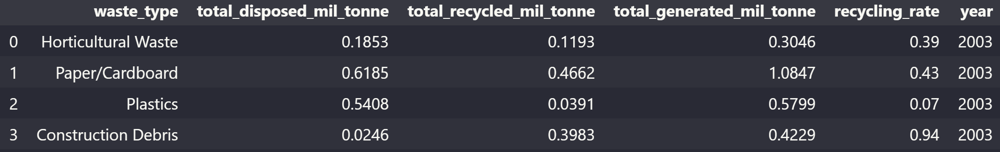 waste_type total_disposed_mil_tonne total_recycled_mil_tonne total_generated_mil_tonne recycling_rate year
0 Horticultural Waste 0.1853 0.1193 0.3046 0.39 2003
1 Paper/Cardboard 0.6185 0.4662 1.0847 0.43 2003
2 Plastics 0.5408 0.0391 0.5799 0.07 2003
3 Construction Debris 0.0246 0.3983 0.4229 0.94 2003